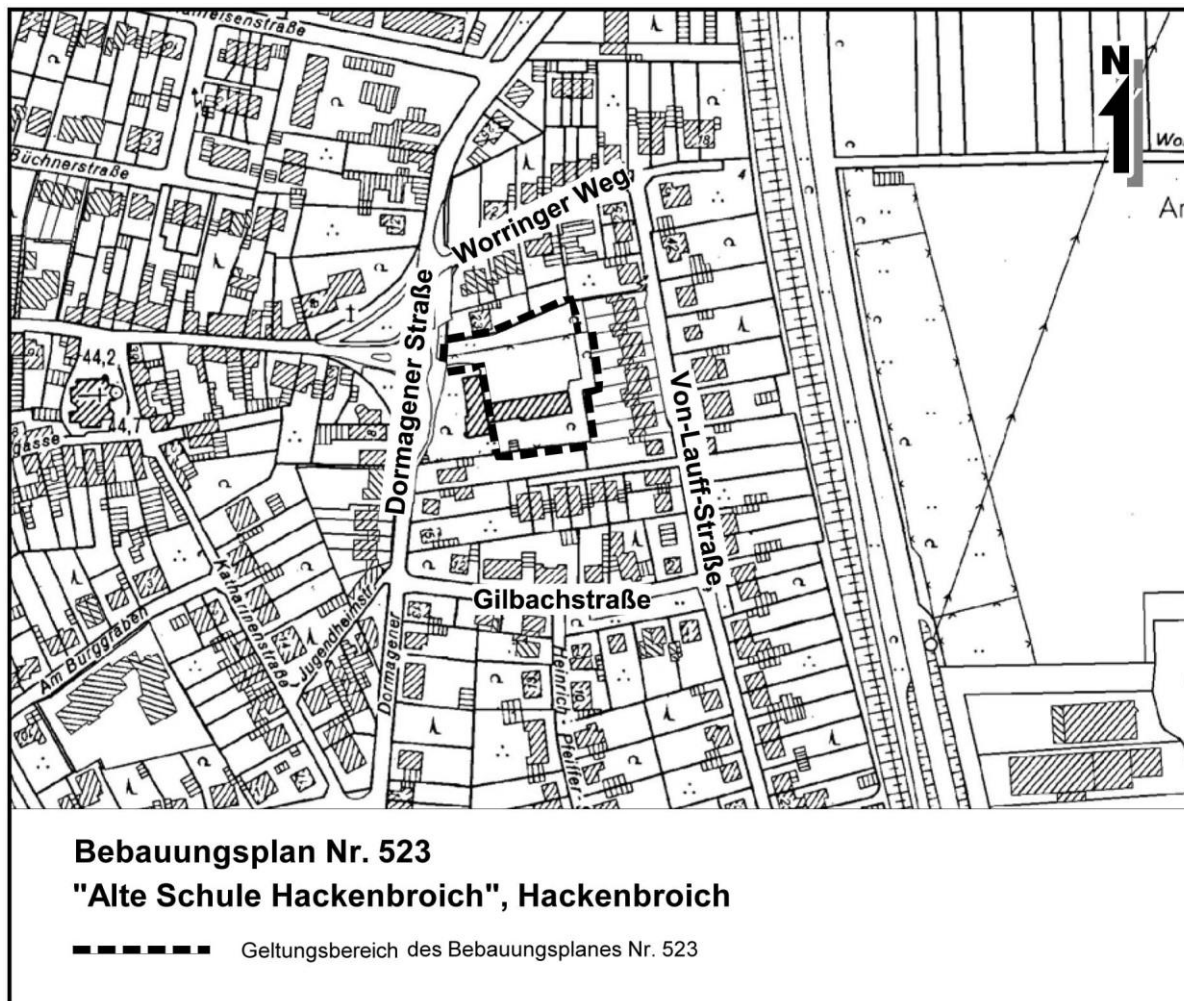 N
Büchnerstraße
Worringer Weg
Dormagener Straße
44,2
44,7
gasse
Von-Lauff-Straße
Gilbachstraße
Am Burggraben
Katharinenstraße
Jugendheimstr.
Dormagener
Heinrich-Pfeiffer-
Bebauungsplan Nr. 523
"Alte Schule Hackenbroich", Hackenbroich
Geltungsbereich des Bebauungsplanes Nr. 523